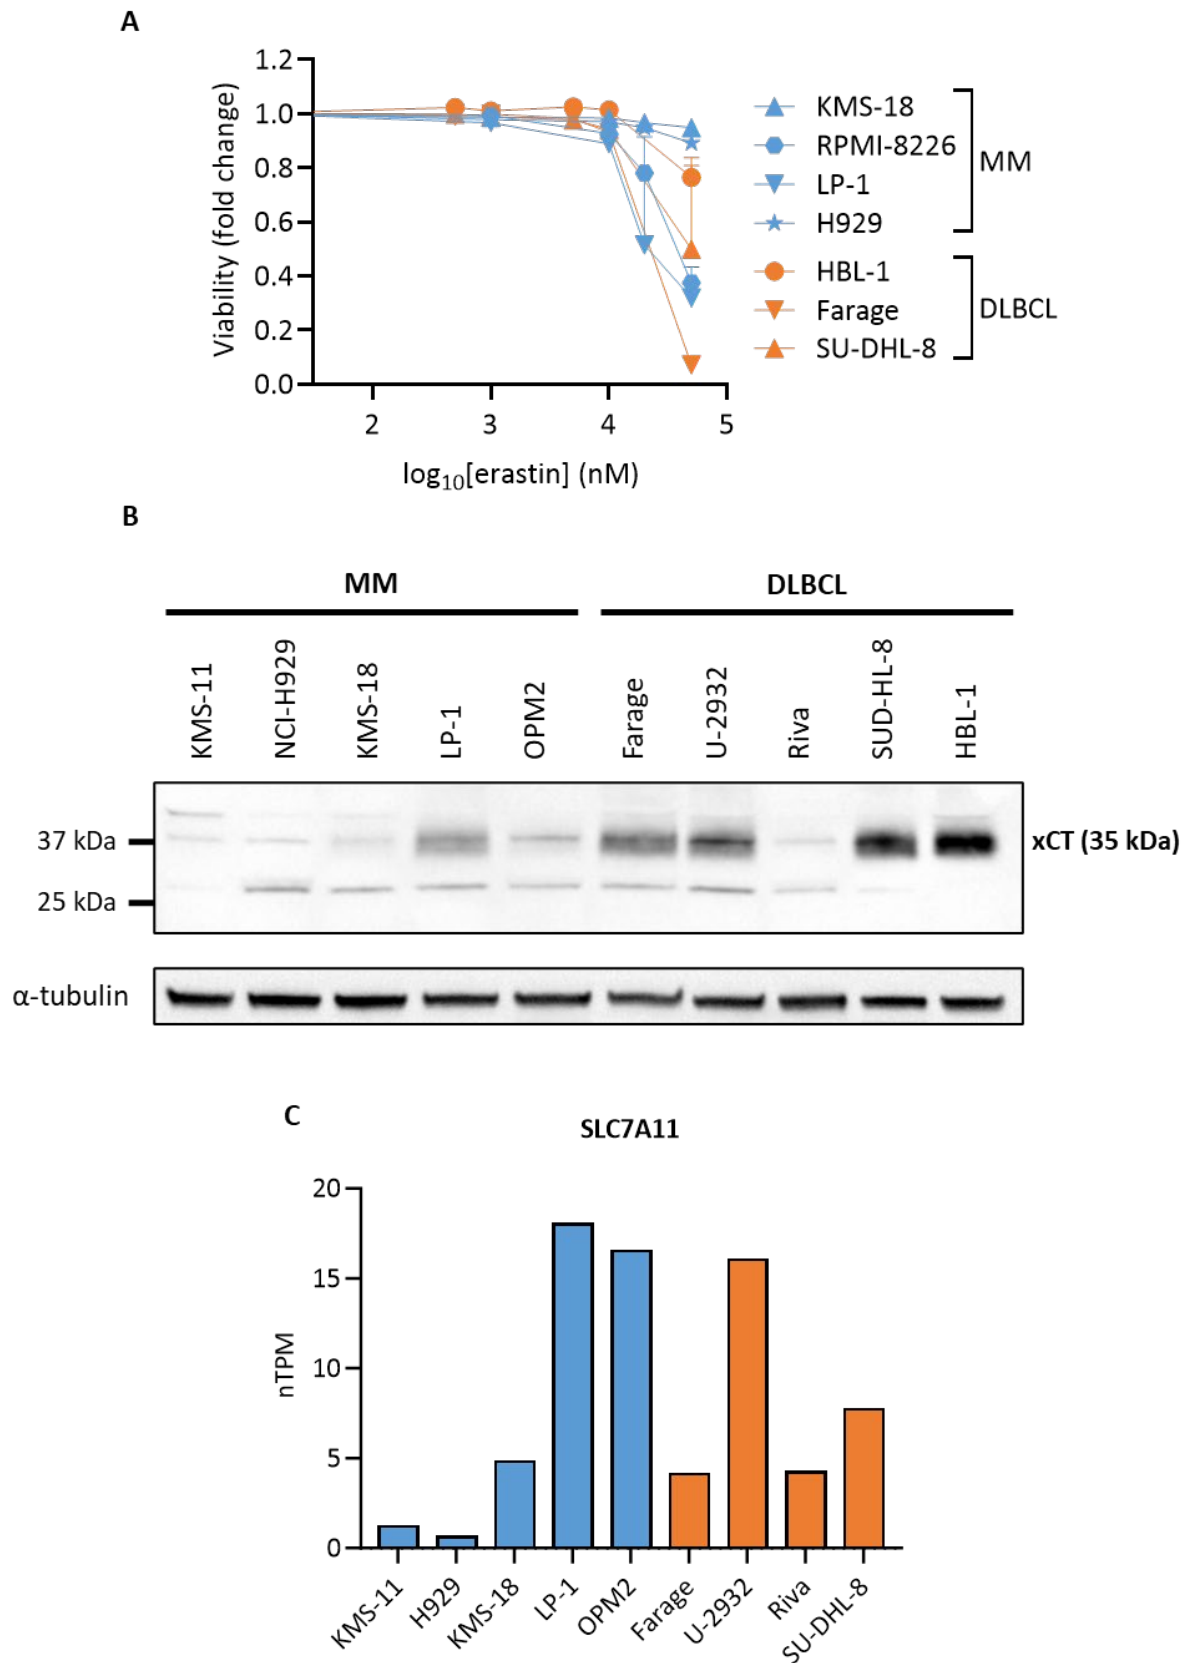 A
1.2
1.0
0.8
0.6
0.4
0.2
0.0
Viability (fold change)
2 3 4 5
log₁₀[erastin] (nM)
KMS-18
RPMI-8226
LP-1
H929
MM
HBL-1
Farage
SU-DHL-8
DLBCL
B
MM DLBCL
KMS-11 NCI-H929 KMS-18 LP-1 OPM2 Farage U-2932 Riva SUD-HL-8 HBL-1
37 kDa
xCT (35 kDa)
25 kDa
α-tubulin
C
SLC7A11
20
15
10
5
0
nTPM
KMS-11 H929 KMS-18 LP-1 OPM2 Farage U-2932 Riva SU-DHL-8